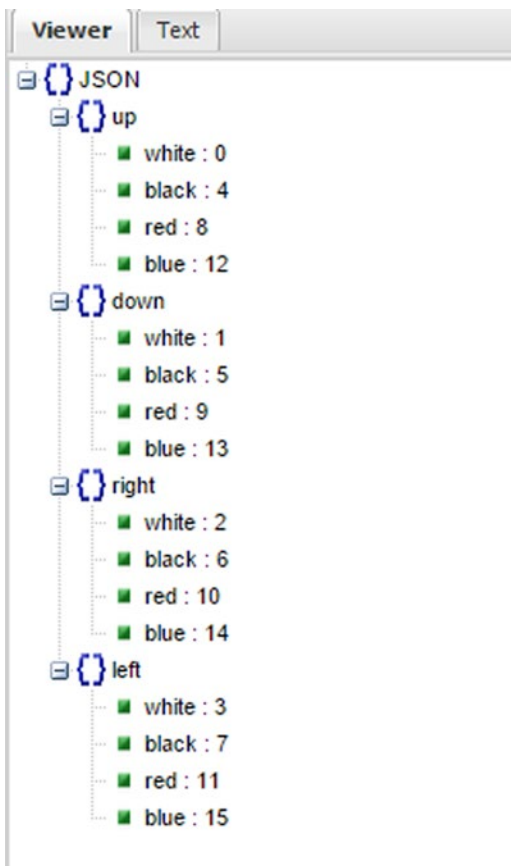 Viewer Text
{} JSON
{} up
white : 0
black : 4
red : 8
blue : 12
{} down
white : 1
black : 5
red : 9
blue : 13
{} right
white : 2
black : 6
red : 10
blue : 14
{} left
white : 3
black : 7
red : 11
blue : 15